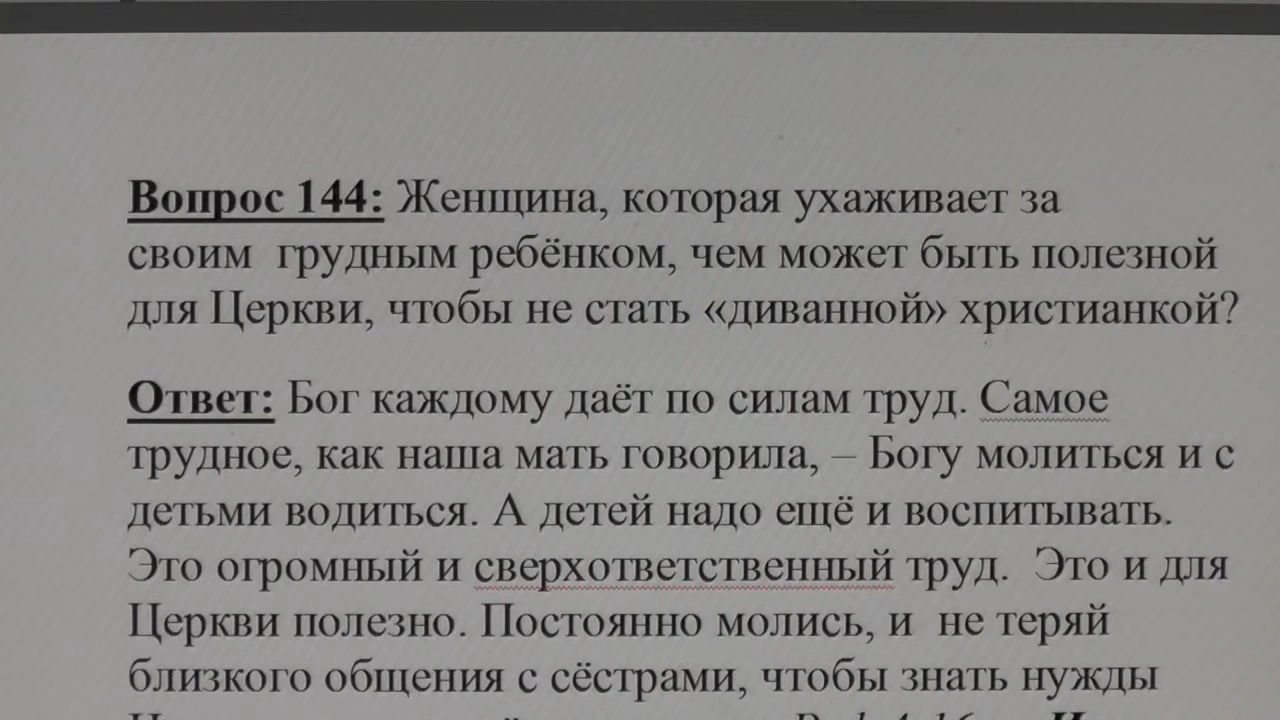 Вопрос 144: Женщина, которая ухаживает за
своим  грудным ребёнком, чем может быть полезной
для Церкви, чтобы не стать «диванной» христианкой?
Ответ: Бог каждому даёт по силам труд. Самое
трудное, как наша мать говорила, – Богу молиться и с
детьми водиться. А детей надо ещё и воспитывать.
Это огромный и сверхответственный труд.  Это и для
Церкви полезно. Постоянно молись, и  не теряй
близкого общения с сёстрами, чтобы знать нужды